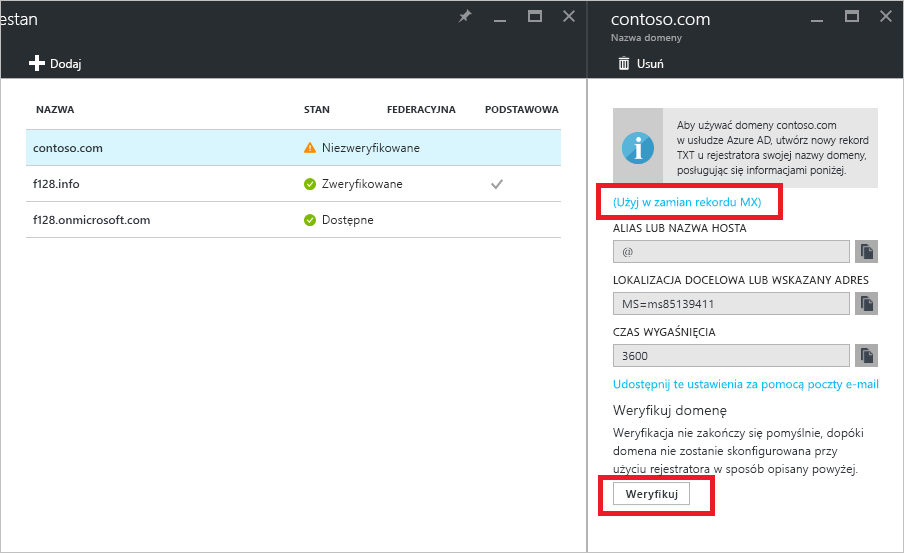 estan
Dodaj
NAZWA STAN FEDERACYJNA PODSTAWOWA
contoso.com Niezweryfikowane
f128.info Zweryfikowane
f128.onmicrosoft.com Dostępne
contoso.com
Nazwa domeny
Usuń
Aby używać domeny contoso.com
w usłudze Azure AD, utwórz nowy rekord
TXT u rejestratora swojej nazwy domeny,
posługując się informacjami poniżej.
(Użyj w zamian rekordu MX)
ALIAS LUB NAZWA HOSTA
@
LOKALIZACJA DOCELOWA LUB WSKAZANY ADRES
MS=ms85139411
CZAS WYGAŚNIĘCIA
3600
Udostępnij te ustawienia za pomocą poczty e-mail
Weryfikuj domenę
Weryfikacja nie zakończy się pomyślnie, dopóki
domena nie zostanie skonfigurowana przy
użyciu rejestratora w sposób opisany powyżej.
Weryfikuj